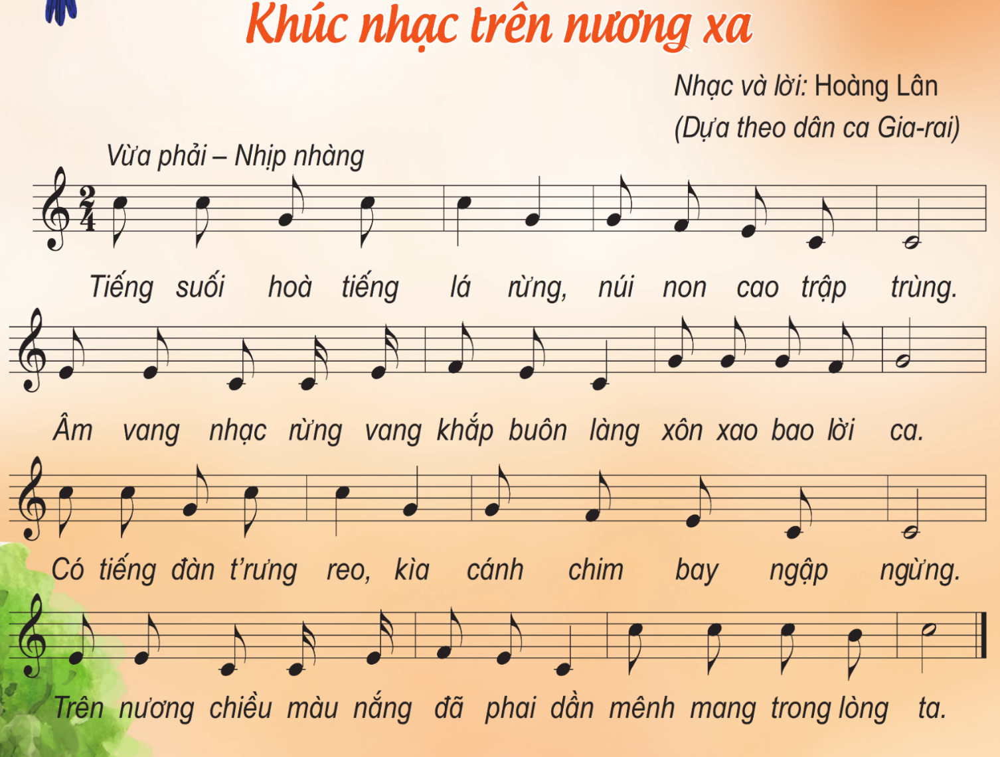 Khúc nhạc trên nương xa
Nhạc và lời: Hoàng Lân
(Dựa theo dân ca Gia-rai)
Vừa phải – Nhịp nhàng
2
4
Tiếng suối hoà tiếng lá rừng, núi non cao trập trùng.
Âm vang nhạc rừng vang khắp buôn làng xôn xao bao lời ca.
Có tiếng đàn t’rưng reo, kìa cánh chim bay ngập ngừng.
Trên nương chiều màu nắng đã phai dần mênh mang trong lòng ta.